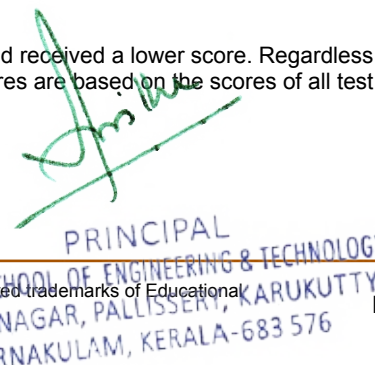 d received a lower score. Regardless
res are based on the scores of all test
PRINCIPAL
HOOL OF ENGINEERING & TECHNOLOG
ed trademarks of Educational
NAGAR, PALLISSERY, KARUKUTTY
RNAKULAM, KERALA-683 576